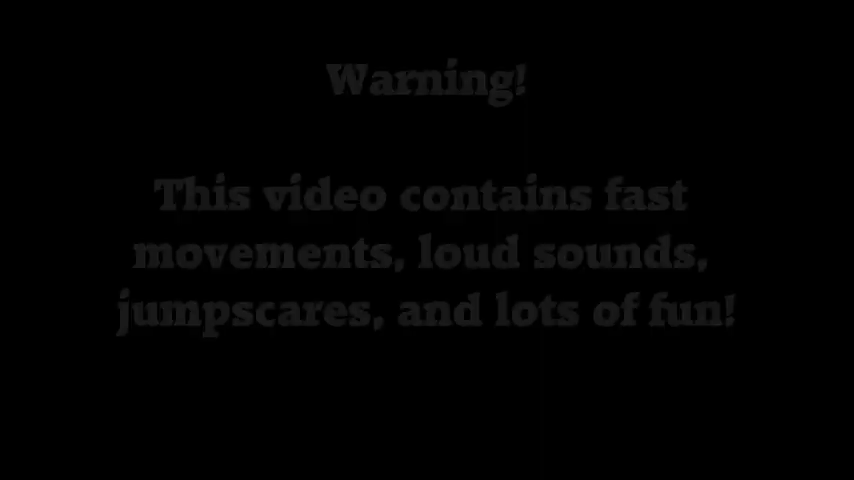 Warning!
This video contains fast
movements, loud sounds,
jumpscares, and lots of fun!